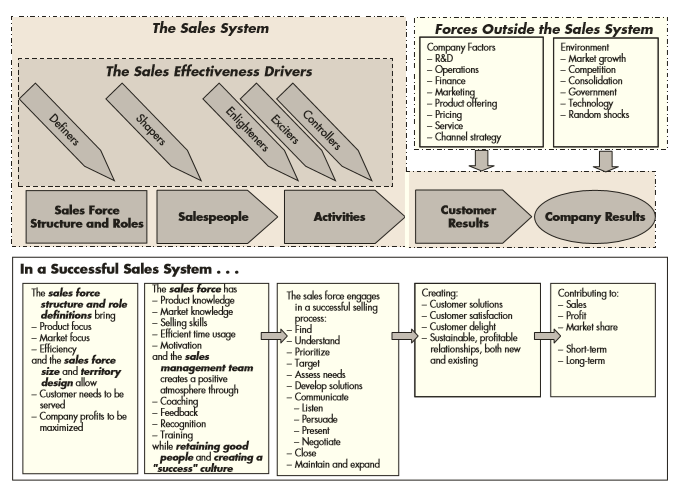 The Sales System
The Sales Effectiveness Drivers
Definers
Shapers
Enlighteners
Exciters
Controllers
Sales Force
Structure and Roles
Salespeople
Activities
Forces Outside the Sales System
Company Factors
– R&D
– Operations
– Finance
– Marketing
– Product offering
– Pricing
– Service
– Channel strategy
Environment
– Market growth
– Competition
– Consolidation
– Government
– Technology
– Random shocks
Customer
Results
Company Results
In a Successful Sales System . . .
The sales force
structure and role
definitions bring
– Product focus
– Market focus
– Efficiency
and the sales force
size and territory
design allow
– Customer needs to be
served
– Company profits to be
maximized
The sales force has
– Product knowledge
– Market knowledge
– Selling skills
– Efficient time usage
– Motivation
and the sales
management team
creates a positive
atmosphere through
– Coaching
– Feedback
– Recognition
– Training
while retaining good
people and creating a
"success" culture
The sales force engages
in a successful selling
process:
– Find
– Understand
– Prioritize
– Target
– Assess needs
– Develop solutions
– Communicate
– Listen
– Persuade
– Present
– Negotiate
– Close
– Maintain and expand
Creating:
– Customer solutions
– Customer satisfaction
– Customer delight
– Sustainable, profitable
relationships, both new
and existing
Contributing to:
– Sales
– Profit
– Market share
– Short-term
– Long-term